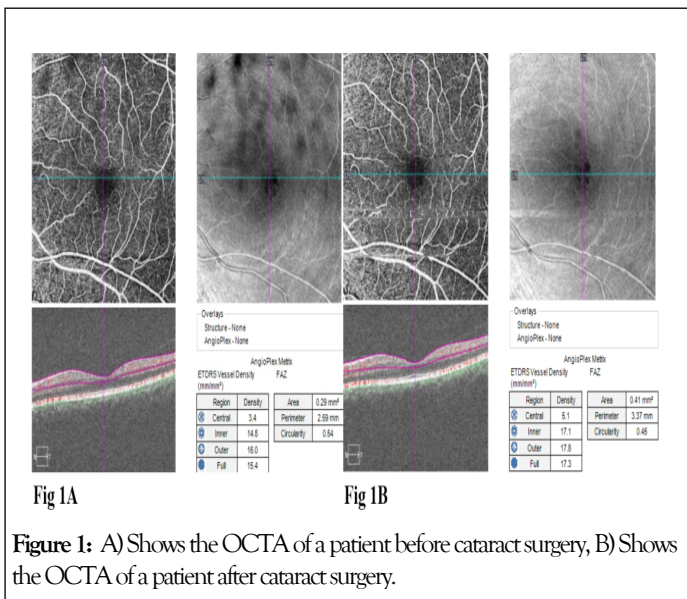 Overlays
Structure - None
AngioPlex - None
AngioPlex Metrix
ETDRS Vessel Density FAZ
(mm/mm²)
Region Density Area 0.29 mm²
Central 3.4 Perimeter 2.59 mm
Inner 14.6 Circularity 0.54
Outer 16.0
Full 15.4
Overlays
Structure - None
AngioPlex - None
AngioPlex Metrix
ETDRS Vessel Density FAZ
(mm/mm²)
Region Density Area 0.41 mm²
Central 5.1 Perimeter 3.37 mm
Inner 17.1 Circularity 0.45
Outer 17.8
Full 17.3
Fig 1A Fig 1B
Figure 1: A) Shows the OCTA of a patient before cataract surgery, B) Shows
the OCTA of a patient after cataract surgery.